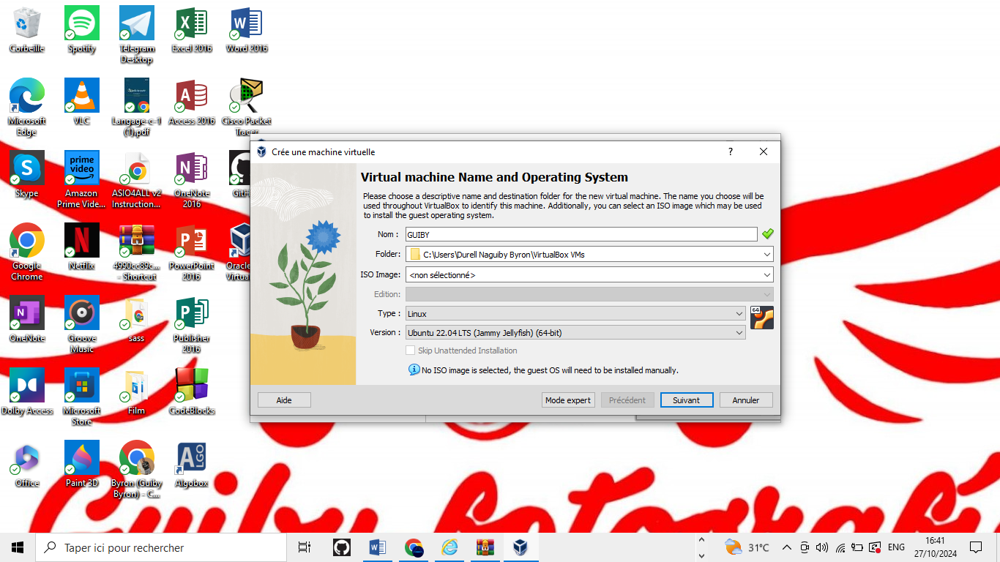 Corbeille
Spotify
Telegram
Desktop
Excel 2016
Word 2016
Microsoft
Edge
VLC
Langage-c-1
(1).pdf
Access 2016
Cisco Packet
Tracer
Skype
prime
video
Amazon
Prime Vide...
ASIO4ALL v2
Instruction...
OneNote
2016
GitH
Google
Chrome
NETFLIX
Netflix
4990cc89c...
- Shortcut
PowerPoint
2016
Oracle
Virtual
OneNote
Groove
Music
sass
Publisher
2016
Dolby Access
Microsoft
Store
Film
CodeBlocks
Office
Paint 3D
Byron (Guiby
Byron) - C...
ALGO
Algobox
Crée une machine virtuelle
?
Virtual machine Name and Operating System
Please choose a descriptive name and destination folder for the new virtual machine. The name you choose will be
used throughout VirtualBox to identify this machine. Additionally, you can select an ISO image which may be used
to install the guest operating system.
Nom : GUIBY
Folder: C:\Users\Durell Naguiby Byron\VirtualBox VMs
ISO Image: <non sélectionné>
Edition:
Type : Linux
64
Version : Ubuntu 22.04 LTS (Jammy Jellyfish) (64-bit)
Skip Unattended Installation
No ISO image is selected, the guest OS will need to be installed manually.
Aide
Mode expert
Précédent
Suivant
Annuler
Taper ici pour rechercher
31°C
ENG
16:41
27/10/2024